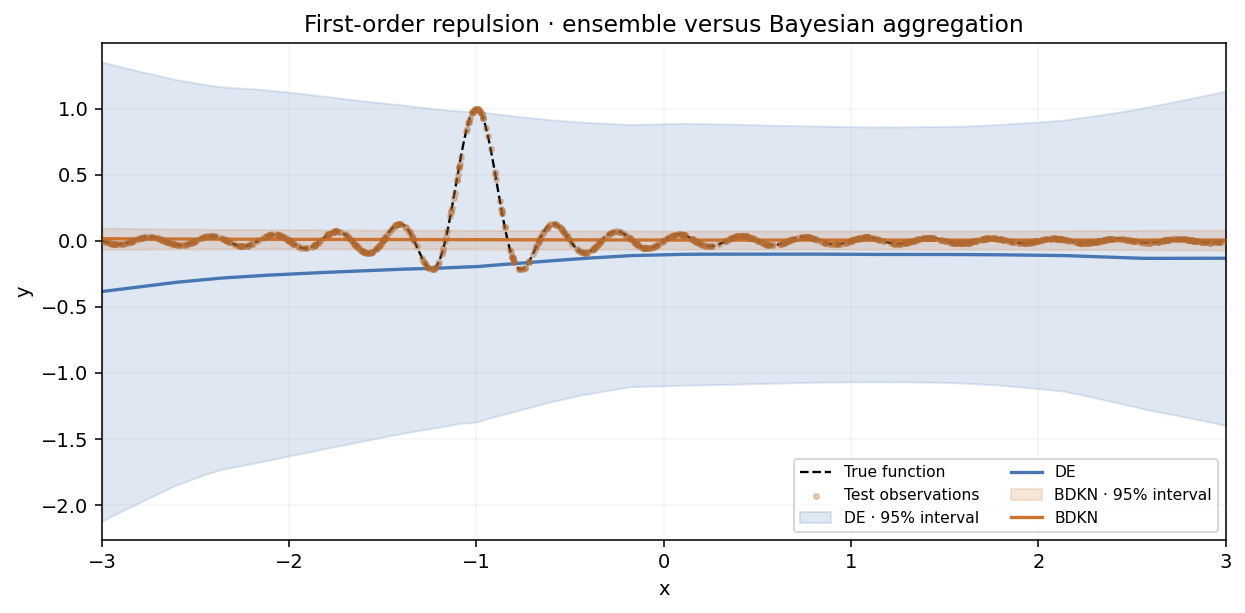 First-order repulsion · ensemble versus Bayesian aggregation
y
1.0
0.5
0.0
−0.5
−1.0
−1.5
−2.0
True function
Test observations
DE · 95% interval
DE
BDKN · 95% interval
BDKN
−3
−2
−1
0
1
2
3
x